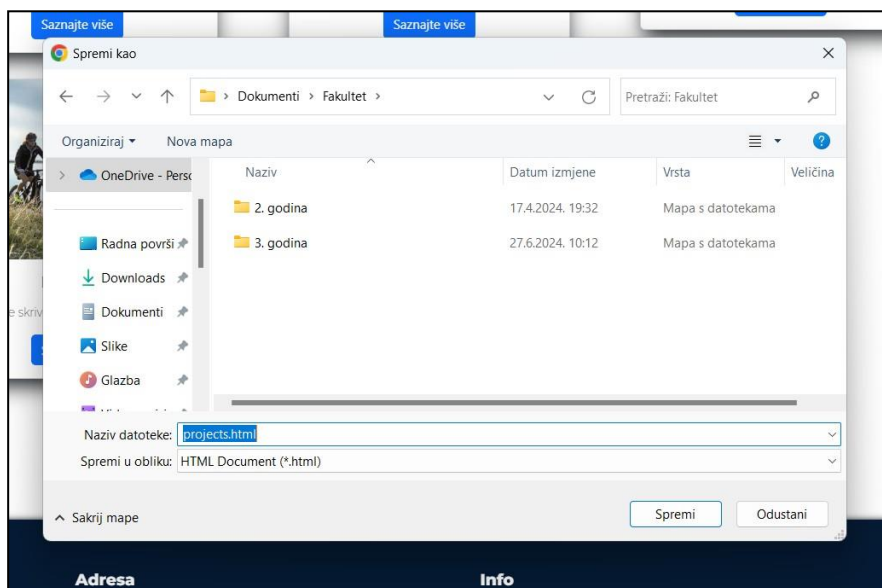 Saznajte više
Saznajte više
Spremi kao
Dokumenti > Fakultet >
Pretraži: Fakultet
Organiziraj
Nova mapa
OneDrive - Perso
Naziv
Datum izmjene
Vrsta
Veličina
2. godina
17.4.2024. 19:32
Mapa s datotekama
3. godina
27.6.2024. 10:12
Mapa s datotekama
Radna površi
Downloads
Dokumenti
e skriv
Slike
Glazba
Naziv datoteke: projects.html
Spremi u obliku: HTML Document (*.html)
Sakrij mape
Spremi
Odustani
Adresa
Info